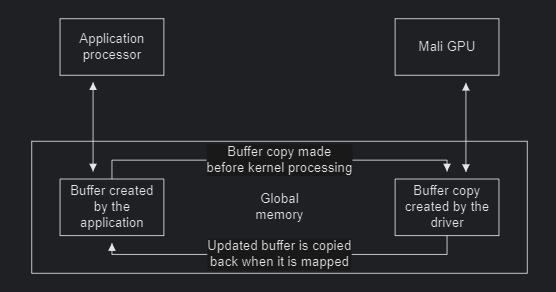 Application
processor
Mali GPU
Buffer copy made
before kernel processing
Buffer created
by the
application
Global
memory
Buffer copy
created by the
driver
Updated buffer is copied
back when it is mapped